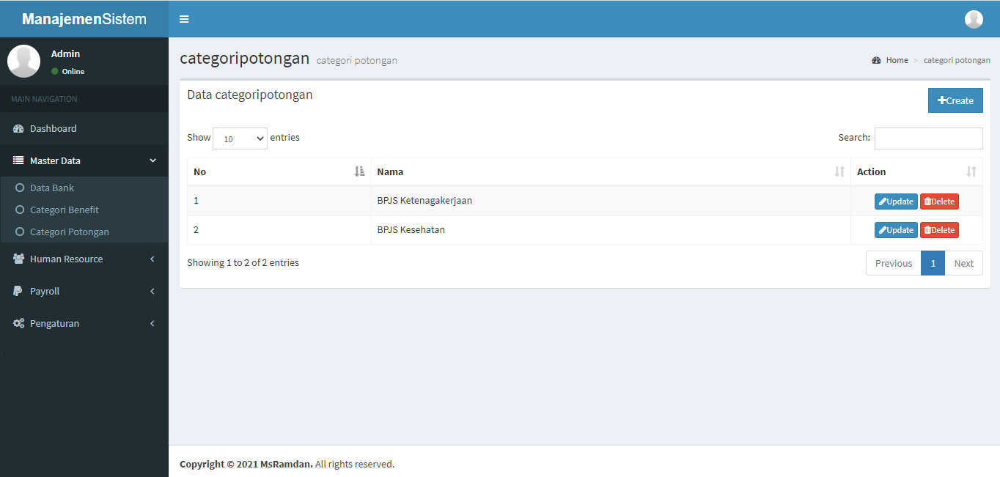 ManajemenSistem
Admin
Online
MAIN NAVIGATION
Dashboard
Master Data
Data Bank
Categori Benefit
Categori Potongan
Human Resource
Payroll
Pengaturan
categoripotongan categori potongan
Home > categori potongan
Data categoripotongan
Create
Show 10 entries
Search:
No Nama Action
1 BPJS Ketenagakerjaan Update Delete
2 BPJS Kesehatan Update Delete
Showing 1 to 2 of 2 entries
Previous 1 Next
Copyright © 2021 MsRamdan. All rights reserved.